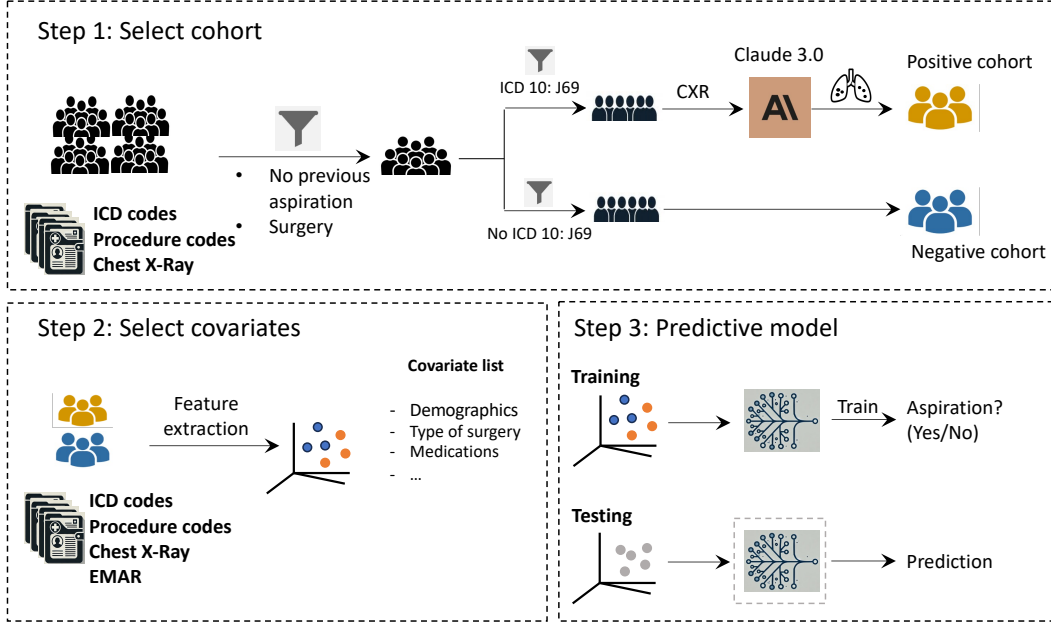 Step 1: Select cohort
ICD 10: J69
CXR
Claude 3.0
A\
Positive cohort
• No previous
aspiration
• Surgery
No ICD 10: J69
Negative cohort
ICD codes
Procedure codes
Chest X-Ray
Step 2: Select covariates
Feature
extraction
Covariate list
- Demographics
- Type of surgery
- Medications
- ...
ICD codes
Procedure codes
Chest X-Ray
EMAR
Step 3: Predictive model
Training
Train
Aspiration?
(Yes/No)
Testing
Prediction